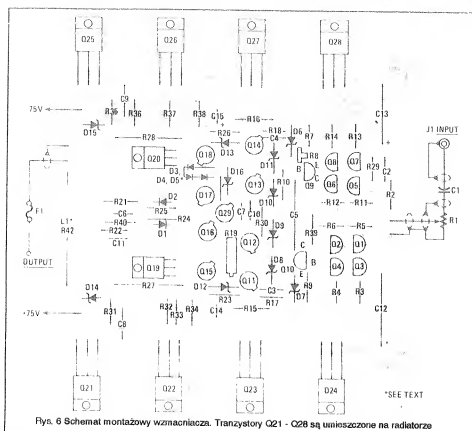 Q25 Q26 Q27 Q28
C9
75V R35 R36 R37 R38 C15 R16 C13
D15 R26 R18 D6 J1 INPUT
R28 D13 C4 R7 R14 R13
Q20 Q18 Q14 D11 R8 Q8 Q7 R29 C2
D3, D16 B E C1
D4, D5* Q13 R10 C Q6 Q5 R2
Q9
R21 D2 Q17 D10 R12 R11 R1
F1 C6 R25 R24 Q29 C7 C10 C5
L1* R40 R30 D9 R39 R6 R5
R42 R22 D1 Q16 R19 Q12 C
C11 Q2 Q1
OUTPUT D8 B
Q19 Q15 Q10 E Q4 Q3
D14 R27 D12 Q11 C3 D7 R9 R4 R3
R23 R17
75V R31 R32 R33 R34 C14 R15 C12
C8
Q21 Q22 Q23 Q24
*SEE TEXT
Rys. 6 Schemat montażowy wzmacniacza. Tranzystory Q21 - Q28 są umieszczone na radiatorze